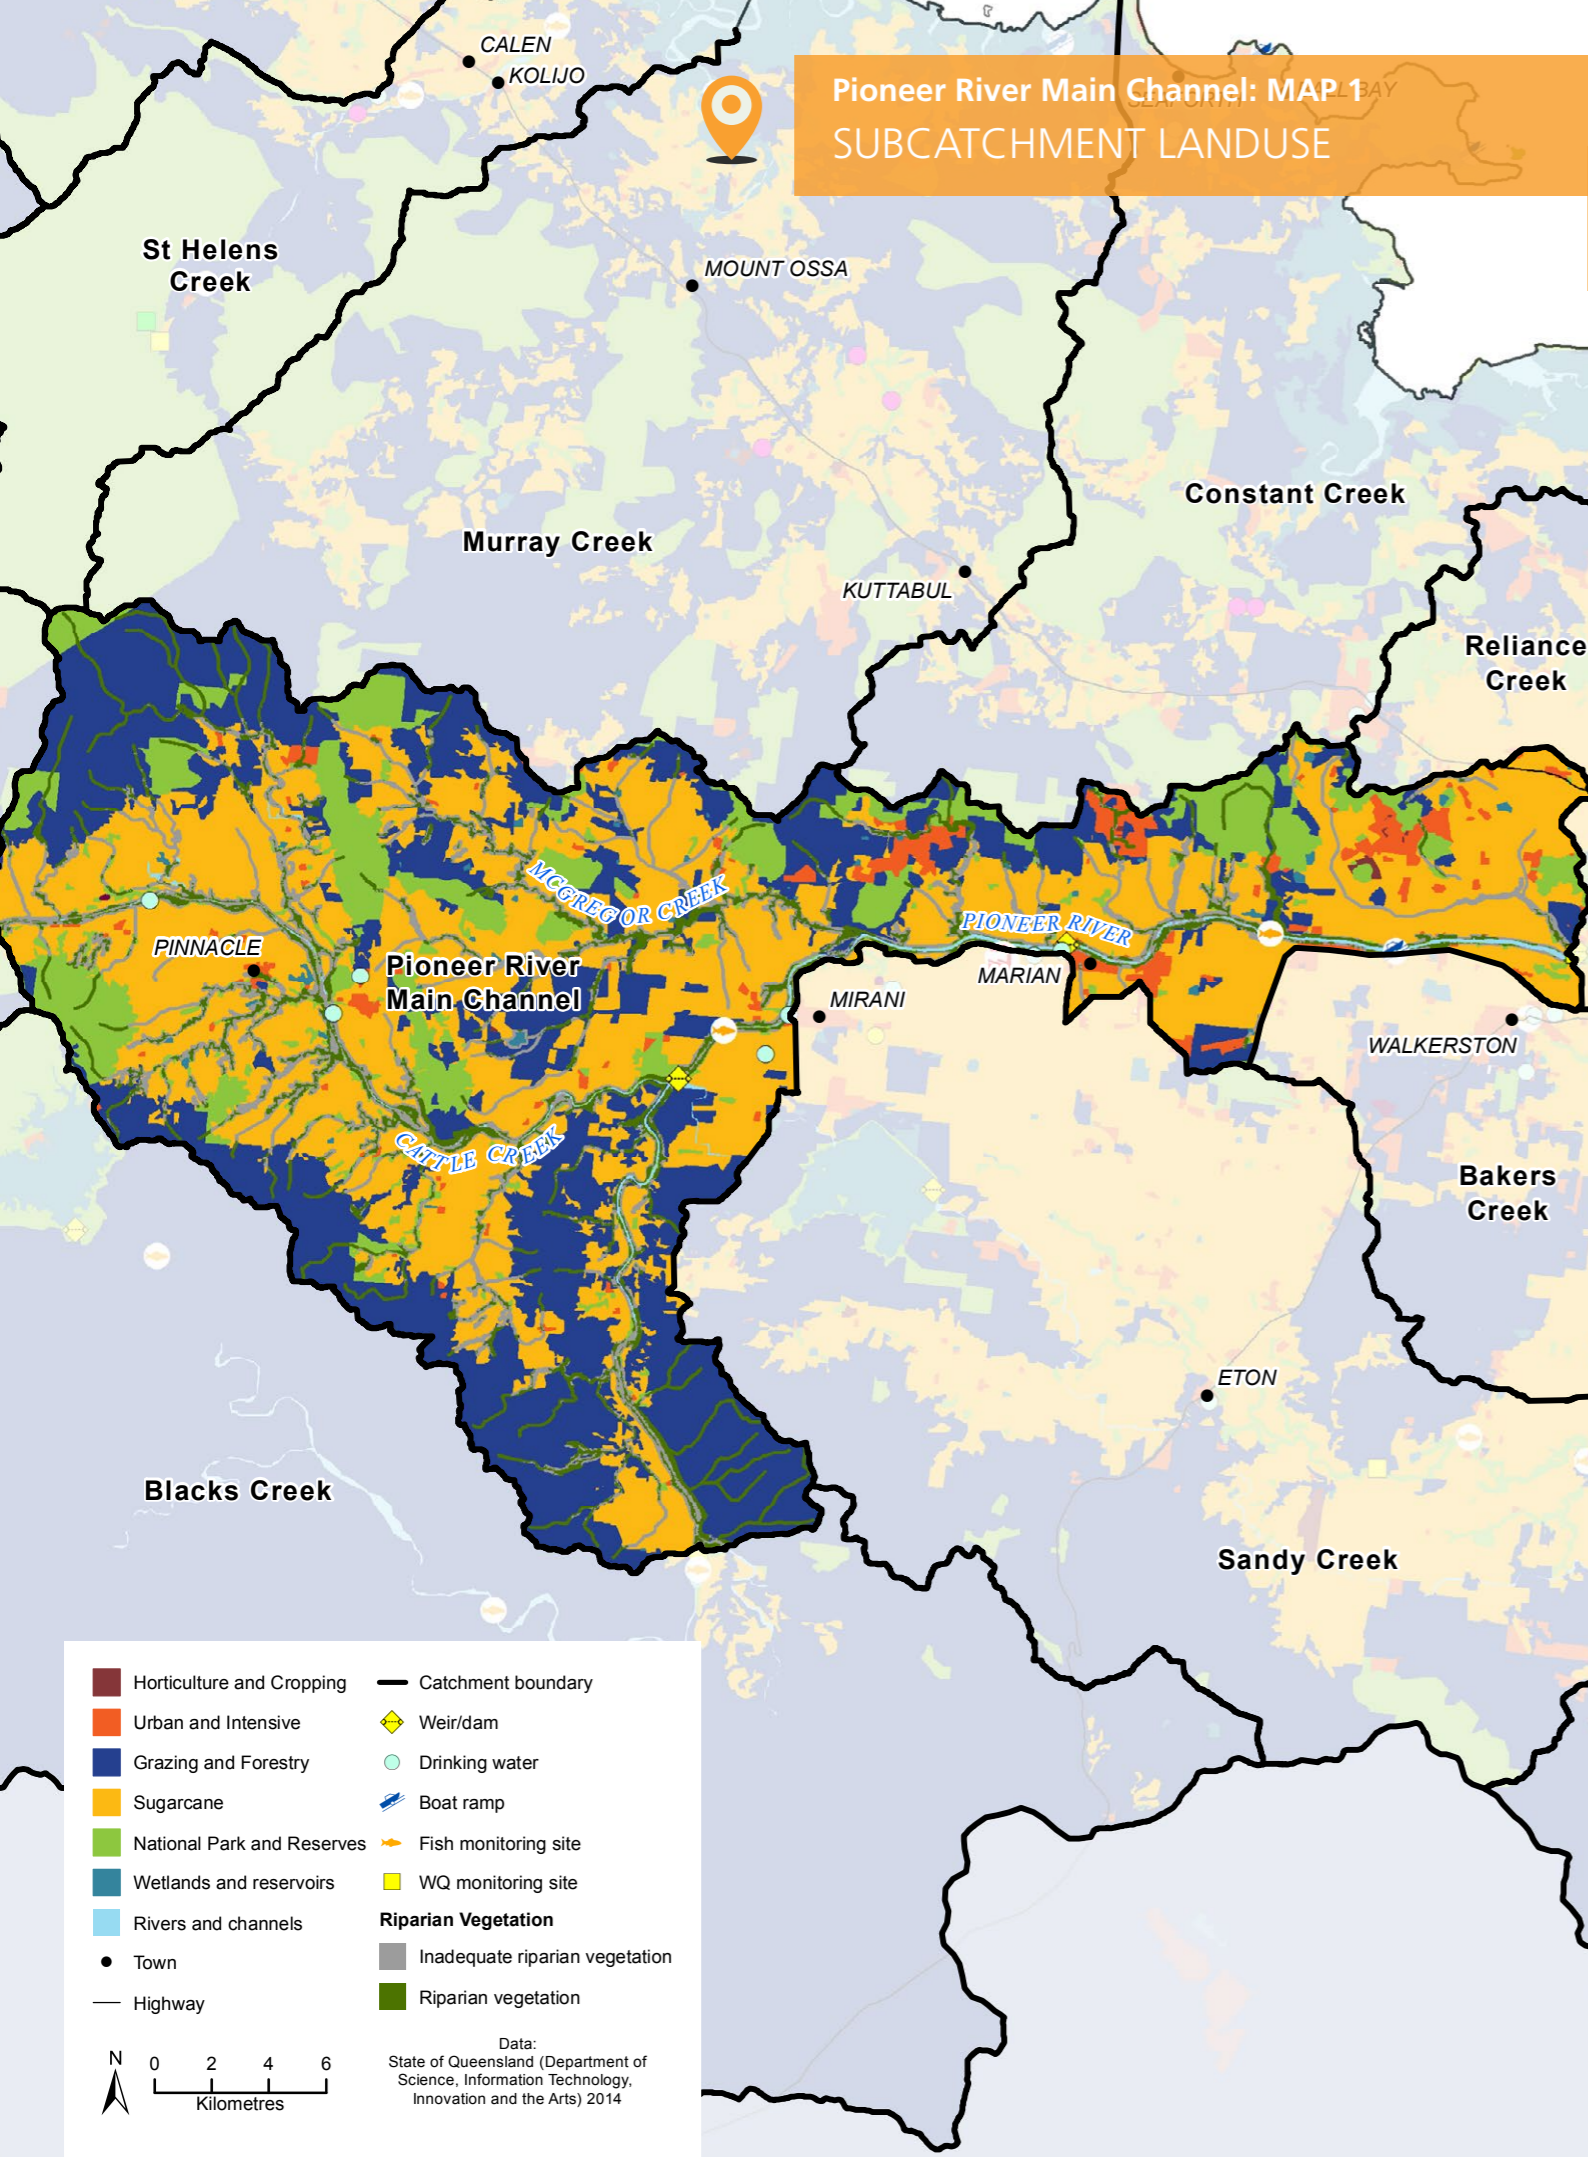 CALEN
KOLIJO
Pioneer River Main Channel: MAP 1
SUBCATCHMENT LANDUSE
SEAFORTH
BAY
St Helens
Creek
MOUNT OSSA
Constant Creek
Murray Creek
KUTTABUL
Reliance
Creek
MCGREGOR CREEK
PIONEER RIVER
PINNACLE
Pioneer River
Main Channel
MARIAN
MIRANI
WALKERSTON
CATTLE CREEK
Bakers
Creek
ETON
Blacks Creek
Sandy Creek
Horticulture and Cropping
Urban and Intensive
Grazing and Forestry
Sugarcane
National Park and Reserves
Wetlands and reservoirs
Rivers and channels
Town
Highway
Catchment boundary
Weir/dam
Drinking water
Boat ramp
Fish monitoring site
WQ monitoring site
Riparian Vegetation
Inadequate riparian vegetation
Riparian vegetation
N
0 2 4 6
Kilometres
Data:
State of Queensland (Department of
Science, Information Technology,
Innovation and the Arts) 2014